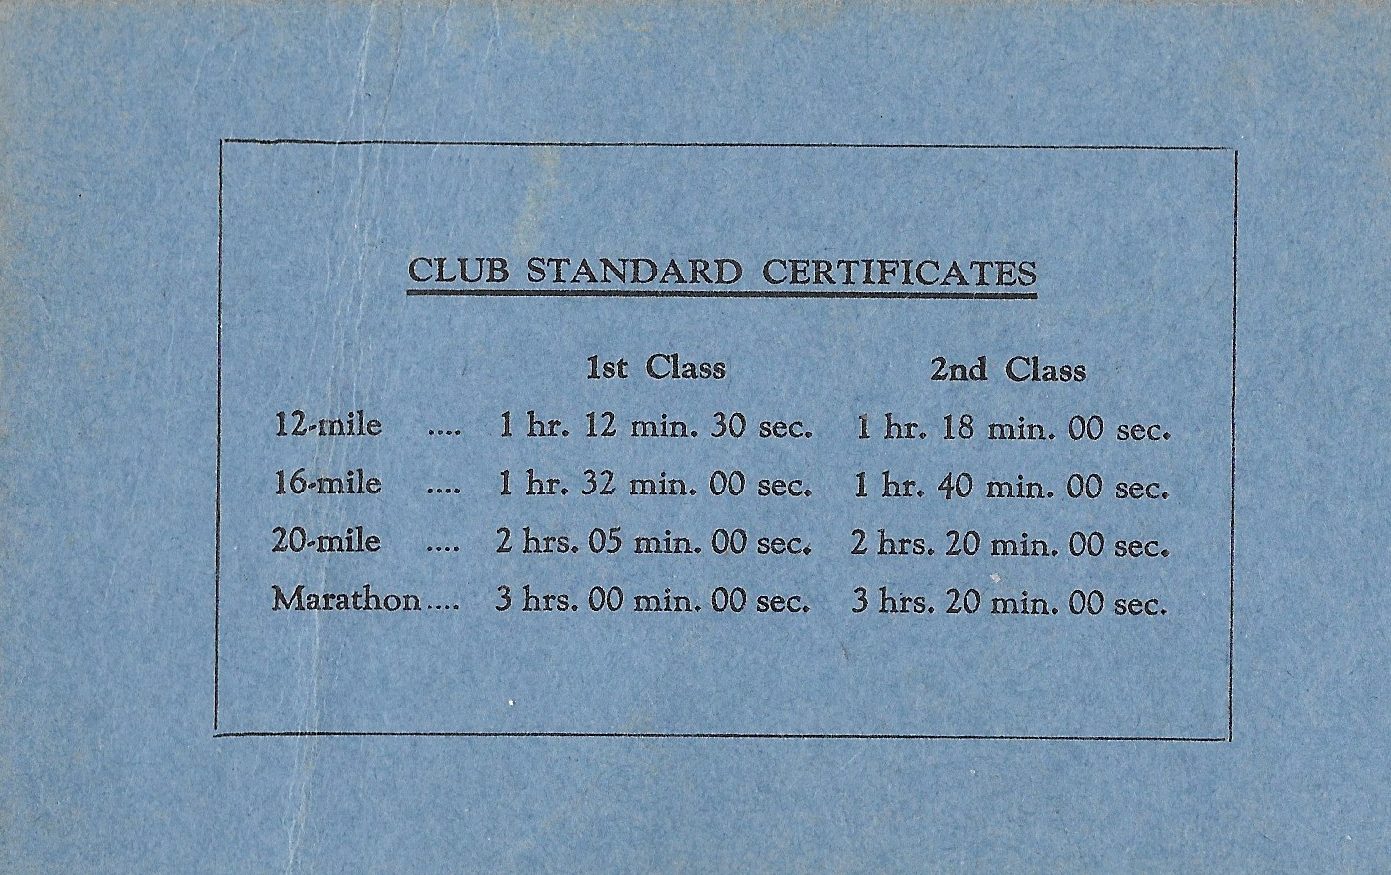 CLUB STANDARD CERTIFICATES
1st Class 2nd Class
12-mile .... 1 hr. 12 min. 30 sec. 1 hr. 18 min. 00 sec.
16-mile .... 1 hr. 32 min. 00 sec. 1 hr. 40 min. 00 sec.
20-mile .... 2 hrs. 05 min. 00 sec. 2 hrs. 20 min. 00 sec.
Marathon .... 3 hrs. 00 min. 00 sec. 3 hrs. 20 min. 00 sec.